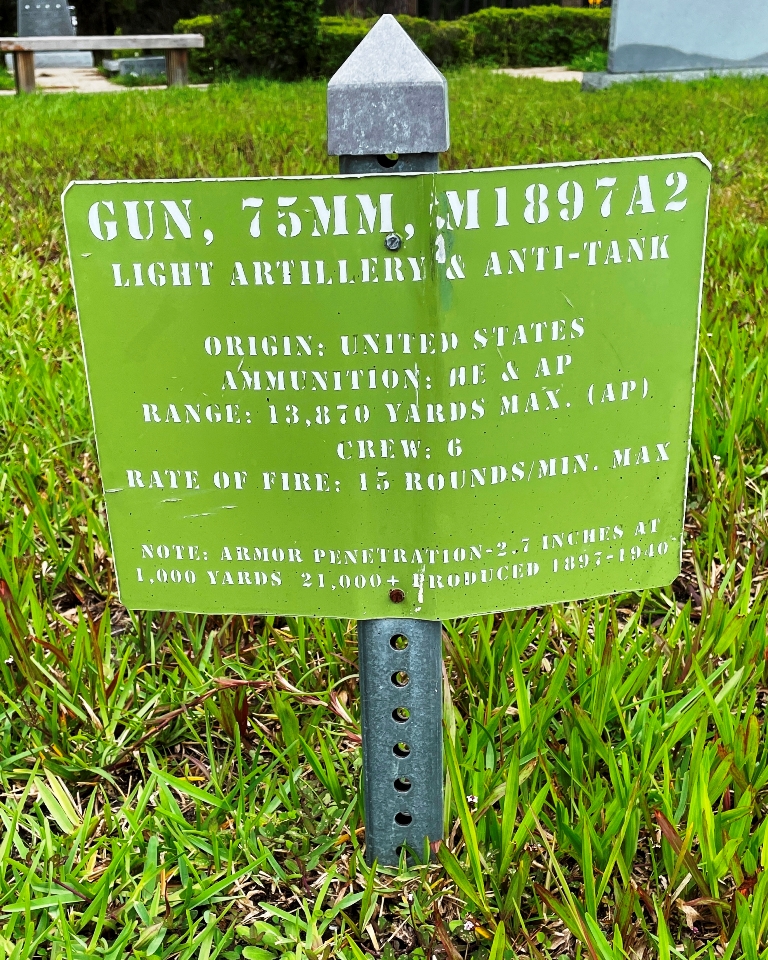 GUN, 75MM, M1897A2
LIGHT ARTILLERY & ANTI-TANK
ORIGIN: UNITED STATES
AMMUNITION: HE & AP
RANGE: 13,870 YARDS MAX. (AP)
CREW: 6
RATE OF FIRE: 15 ROUNDS/MIN. MAX
NOTE: ARMOR PENETRATION-2.7 INCHES AT
1,000 YARDS 21,000+ PRODUCED 1897-1940